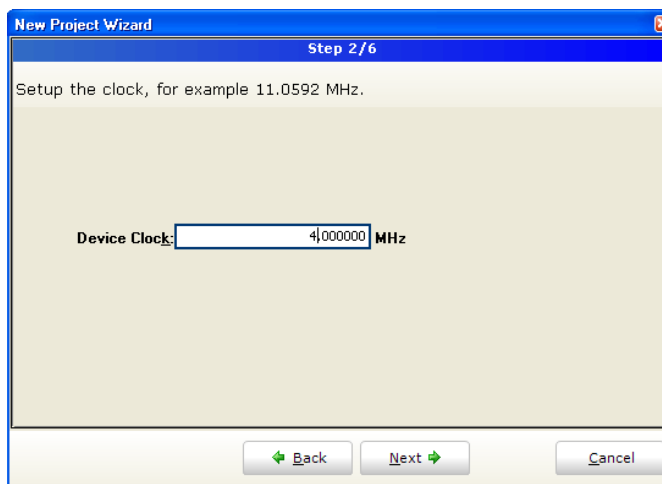 New Project Wizard
Step 2/6
Setup the clock, for example 11.0592 MHz.
Device Clock: 4.000000 MHz
Back Next Cancel